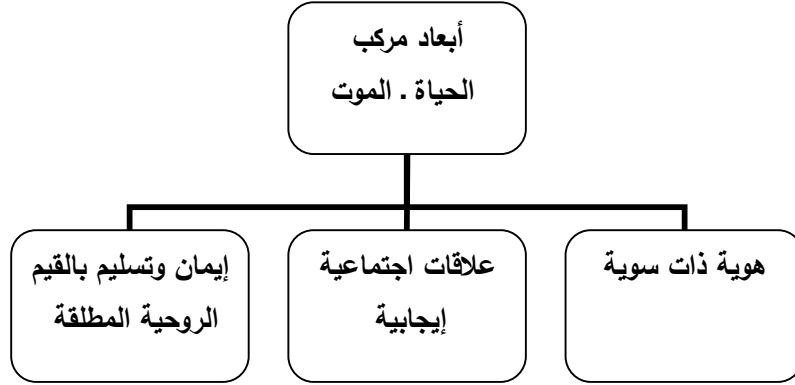 أبعاد مركب
الحياة . الموت
هوية ذات سوية
علاقات اجتماعية
إيجابية
إيمان وتسليم بالقيم
الروحية المطلقة